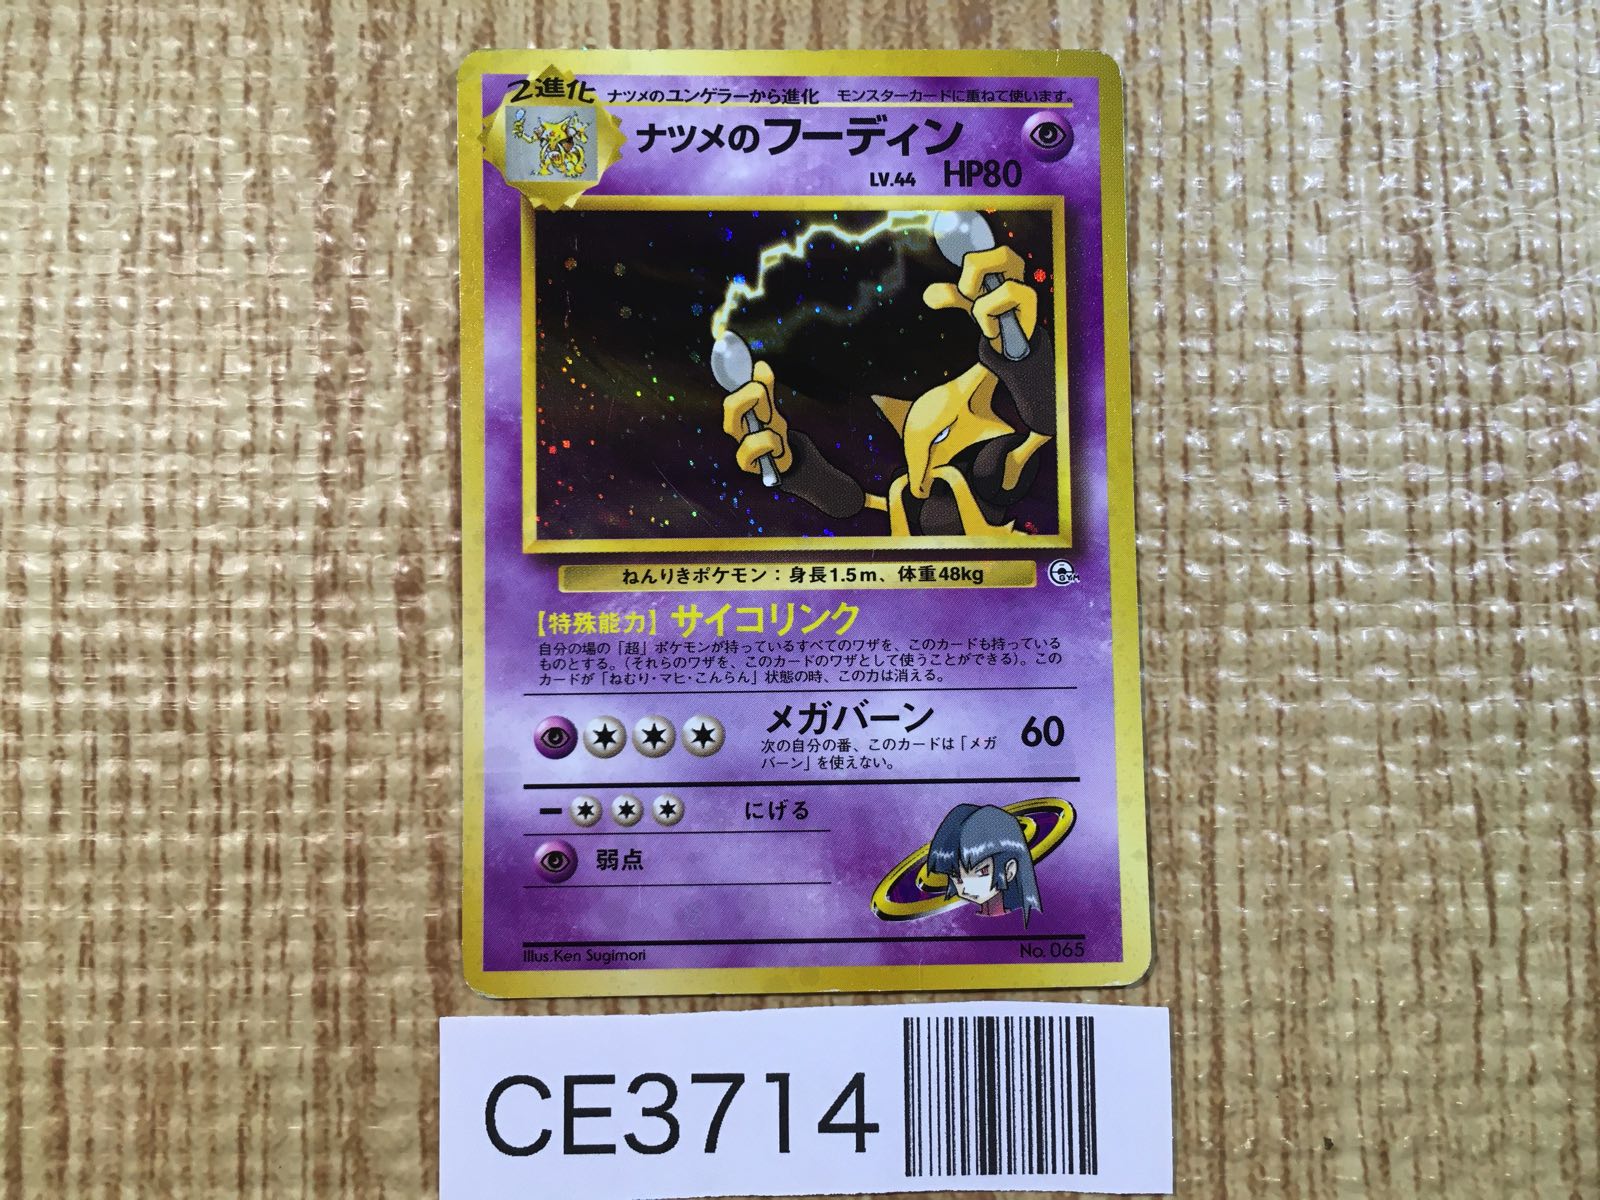 2進化
ナツメのユンゲラーから進化 モンスターカードに重ねて使います。
ナツメのフーディン
LV.44 HP80
ねんりきポケモン：身長1.5m、体重48kg
GYM
【特殊能力】サイコリンク
自分の場の「超」ポケモンが持っているすべてのワザを、このカードも持っている
ものとする。（それらのワザを、このカードのワザとして使うことができる）。この
カードが「ねむり・マヒ・こんらん」状態の時、この力は消える。
メガバーン 60
次の自分の番、このカードは「メガ
バーン」を使えない。
にげる
弱点
Illus.Ken Sugimori No. 065
CE3714